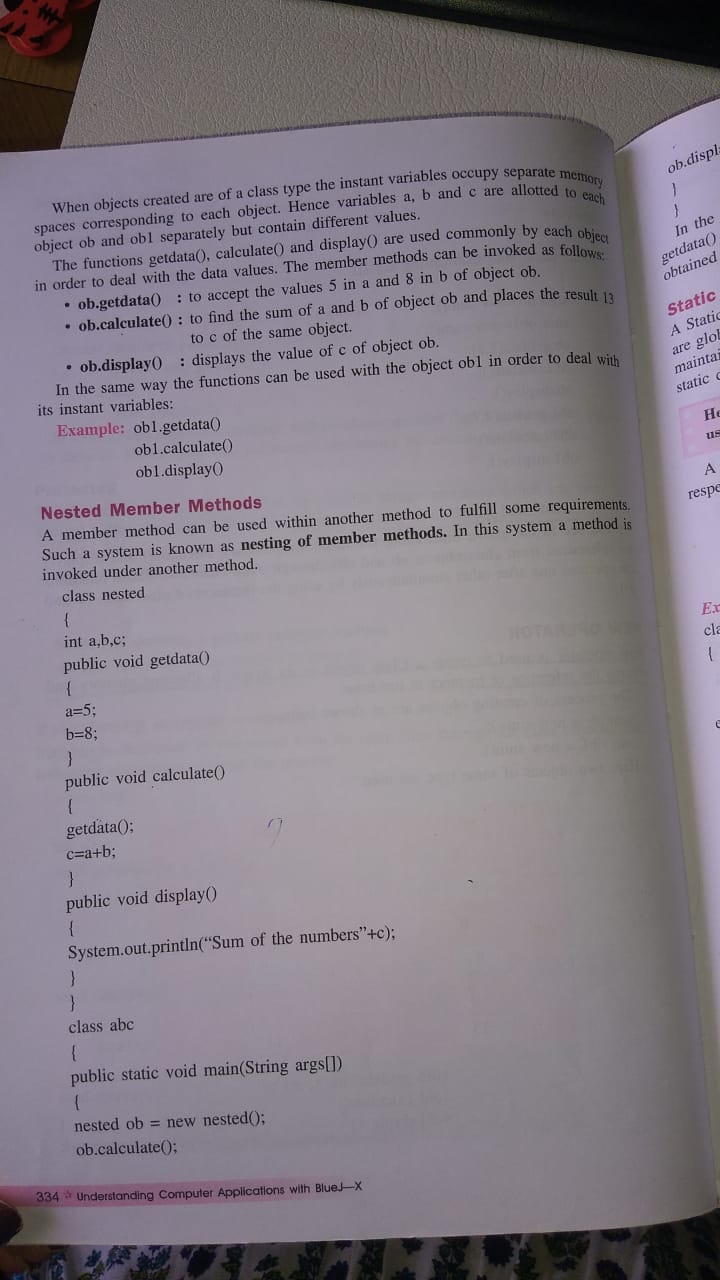 When objects created are of a class type the instant variables occupy separate memory
spaces corresponding to each object. Hence variables a, b and c are allotted to each
object ob and ob1 separately but contain different values.
The functions getdata(), calculate() and display() are used commonly by each object
in order to deal with the data values. The member methods can be invoked as follows:
• ob.getdata() : to accept the values 5 in a and 8 in b of object ob.
• ob.calculate() : to find the sum of a and b of object ob and places the result 13
to c of the same object.
• ob.display() : displays the value of c of object ob.
In the same way the functions can be used with the object ob1 in order to deal with
its instant variables:
Example: ob1.getdata()
ob1.calculate()
ob1.display()
Nested Member Methods
A member method can be used within another method to fulfill some requirements.
Such a system is known as nesting of member methods. In this system a method is
invoked under another method.
class nested
{
int a,b,c;
public void getdata()
{
a=5;
b=8;
}
public void calculate()
{
getdata();
c=a+b;
}
public void display()
{
System.out.println(“Sum of the numbers”+c);
}
}
class abc
{
public static void main(String args[])
{
nested ob = new nested();
ob.calculate();
334 ☆ Understanding Computer Applications with BlueJ—X
ob.displ
}
}
In the
getdata()
obtained
Static
A Static
are glo
maintai
static
He
us
A
respe
Ex
cla
{